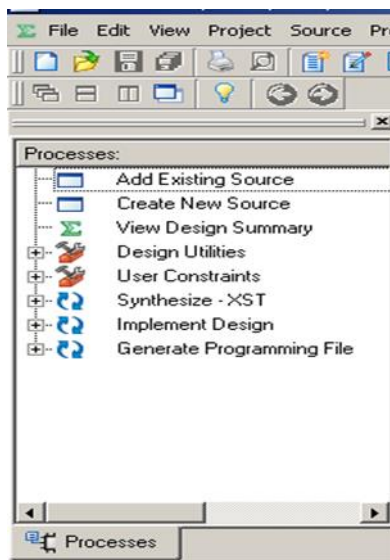 File Edit View Project Source Pr
Processes:
Add Existing Source
Create New Source
View Design Summary
Design Utilities
User Constraints
Synthesize - XST
Implement Design
Generate Programming File
Processes